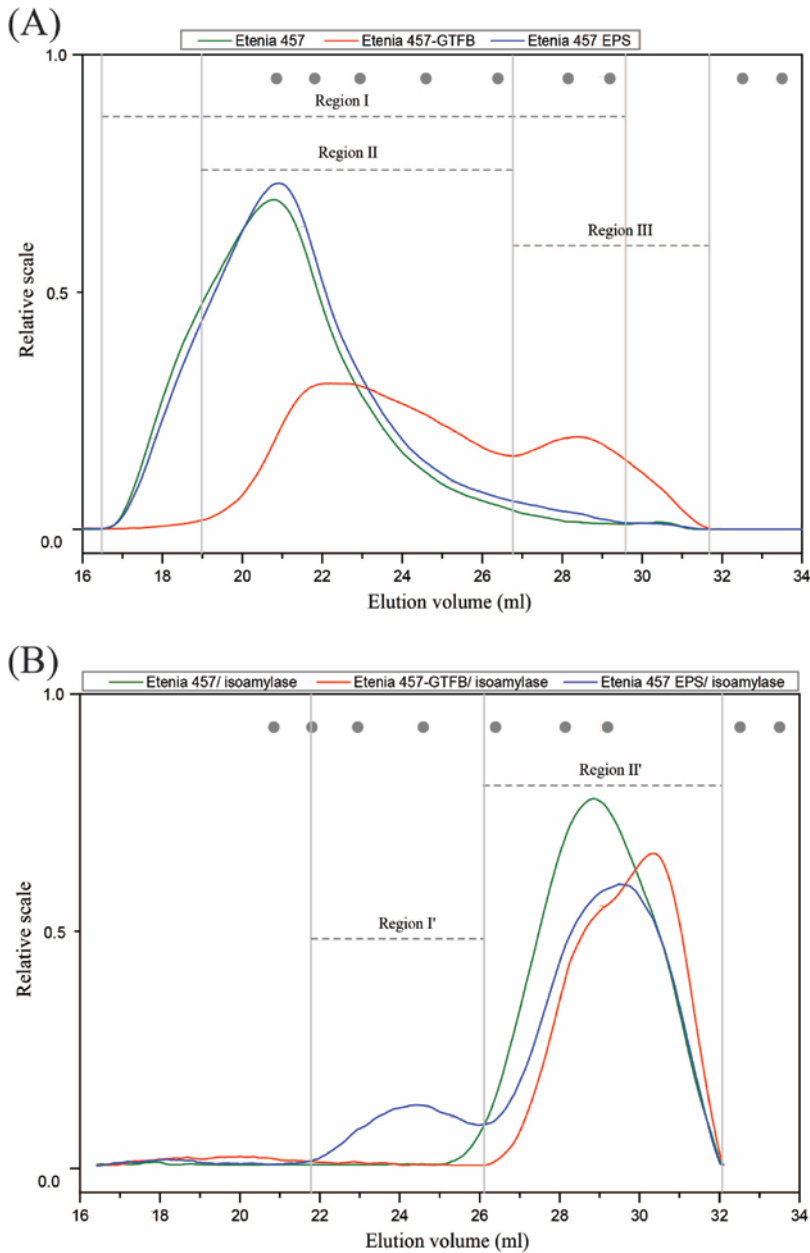 (A)
Etenia 457 Etenia 457-GTFB Etenia 457 EPS
1.0
Region I
Region II
Region III
0.5
Relative scale
0.0
16 18 20 22 24 26 28 30 32 34
Elution volume (ml)
(B)
Etenia 457/ isoamylase Etenia 457-GTFB/ isoamylase Etenia 457 EPS/ isoamylase
1.0
Region II'
Region I'
0.5
Relative scale
0.0
16 18 20 22 24 26 28 30 32 34
Elution volume (ml)